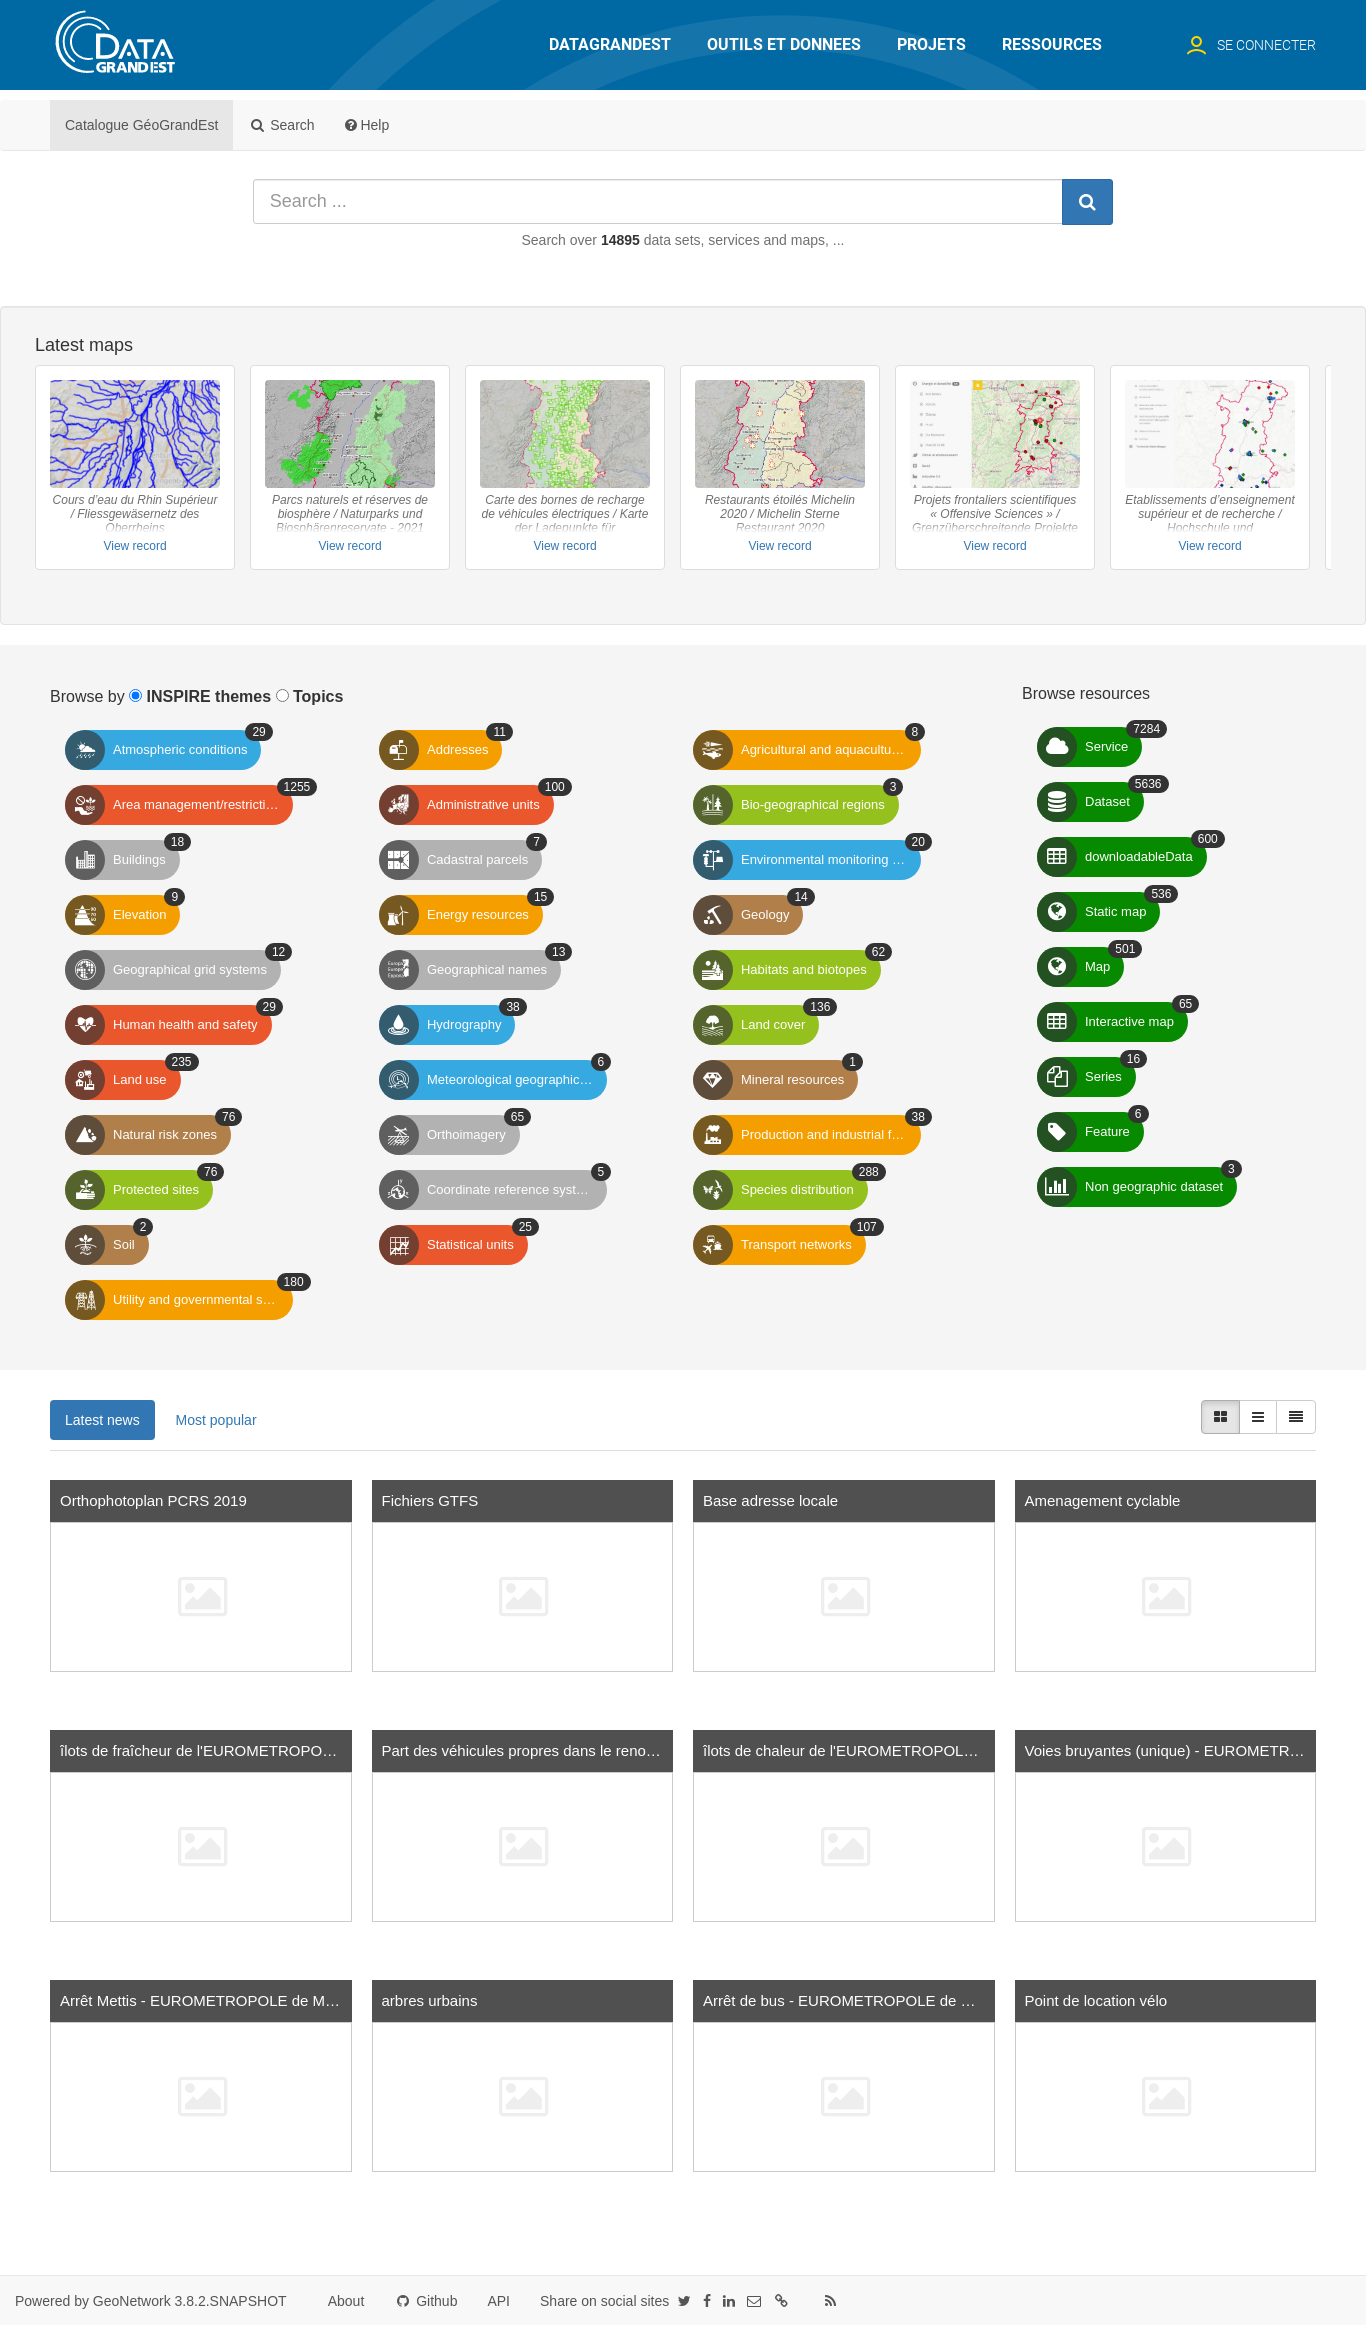 DATA
GRAND EST
DATAGRANDEST
OUTILS ET DONNEES
PROJETS
RESSOURCES
SE CONNECTER
Catalogue GéoGrandEst
Search
Help
Search ...
Search over 14895 data sets, services and maps, ...
Latest maps
Cours d'eau du Rhin Supérieur
/ Fliessgewäsernetz des
Oberrheins
View record
Parcs naturels et réserves de
biosphère / Naturparks und
Biosphärenreservate - 2021
View record
Carte des bornes de recharge
de véhicules électriques / Karte
der Ladepunkte für
View record
Restaurants étoilés Michelin
2020 / Michelin Sterne
Restaurant 2020
View record
Projets frontaliers scientifiques
« Offensive Sciences » /
Grenzüberschreitende Projekte
View record
Etablissements d'enseignement
supérieur et de recherche /
Hochschule und
View record
Browse by INSPIRE themes Topics
Atmospheric conditions 29
Addresses 11
Agricultural and aquacultu… 8
Area management/restricti… 1255
Administrative units 100
Bio-geographical regions 3
Buildings 18
Cadastral parcels 7
Environmental monitoring … 20
Elevation 9
Energy resources 15
Geology 14
Geographical grid systems 12
Geographical names 13
Habitats and biotopes 62
Human health and safety 29
Hydrography 38
Land cover 136
Land use 235
Meteorological geographic… 6
Mineral resources 1
Natural risk zones 76
Orthoimagery 65
Production and industrial f… 38
Protected sites 76
Coordinate reference syst… 5
Species distribution 288
Soil 2
Statistical units 25
Transport networks 107
Utility and governmental s… 180
Browse resources
Service 7284
Dataset 5636
downloadableData 600
Static map 536
Map 501
Interactive map 65
Series 16
Feature 6
Non geographic dataset 3
Latest news
Most popular
Orthophotoplan PCRS 2019
Fichiers GTFS
Base adresse locale
Amenagement cyclable
îlots de fraîcheur de l'EUROMETROPO…
Part des véhicules propres dans le reno…
îlots de chaleur de l'EUROMETROPOL…
Voies bruyantes (unique) - EUROMETR…
Arrêt Mettis - EUROMETROPOLE de M…
arbres urbains
Arrêt de bus - EUROMETROPOLE de …
Point de location vélo
Powered by GeoNetwork 3.8.2.SNAPSHOT
About
Github
API
Share on social sites